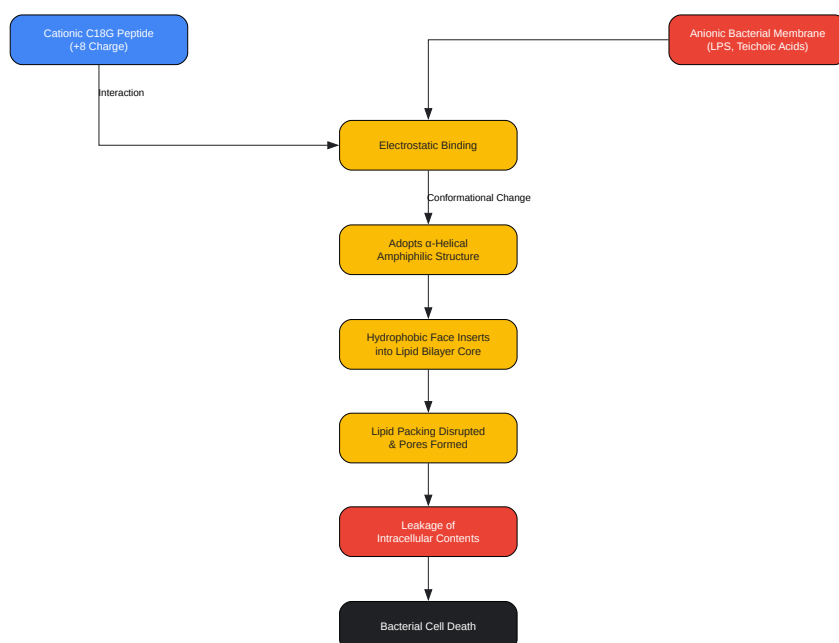 Cationic C18G Peptide
(+8 Charge)
Anionic Bacterial Membrane
(LPS, Teichoic Acids)
Interaction
Electrostatic Binding
Conformational Change
Adopts α-Helical
Amphiphilic Structure
Hydrophobic Face Inserts
into Lipid Bilayer Core
Lipid Packing Disrupted
& Pores Formed
Leakage of
Intracellular Contents
Bacterial Cell Death